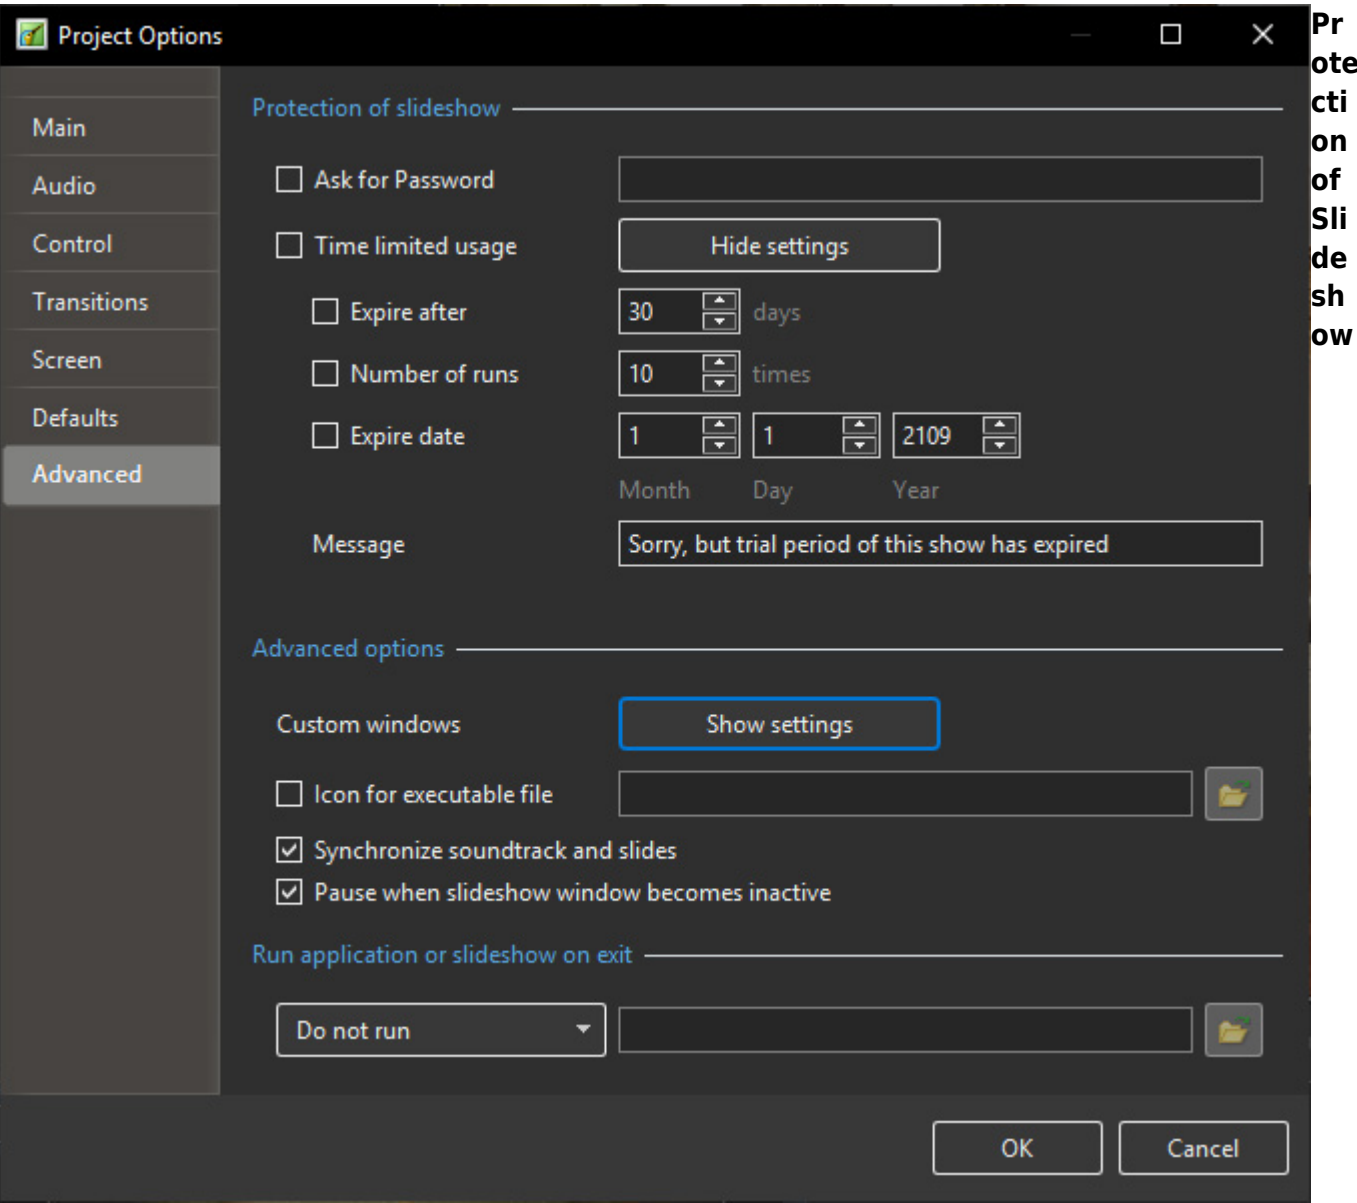 Project Options
Main
Audio
Control
Transitions
Screen
Defaults
Advanced
Protection of slideshow
Ask for Password
Time limited usage Hide settings
Expire after 30 days
Number of runs 10 times
Expire date 1 1 2109
Month Day Year
Message Sorry, but trial period of this show has expired
Advanced options
Custom windows Show settings
Icon for executable file
Synchronize soundtrack and slides
Pause when slideshow window becomes inactive
Run application or slideshow on exit
Do not run
OK Cancel
Pr
ote
cti
on
of
Sli
de
sh
ow